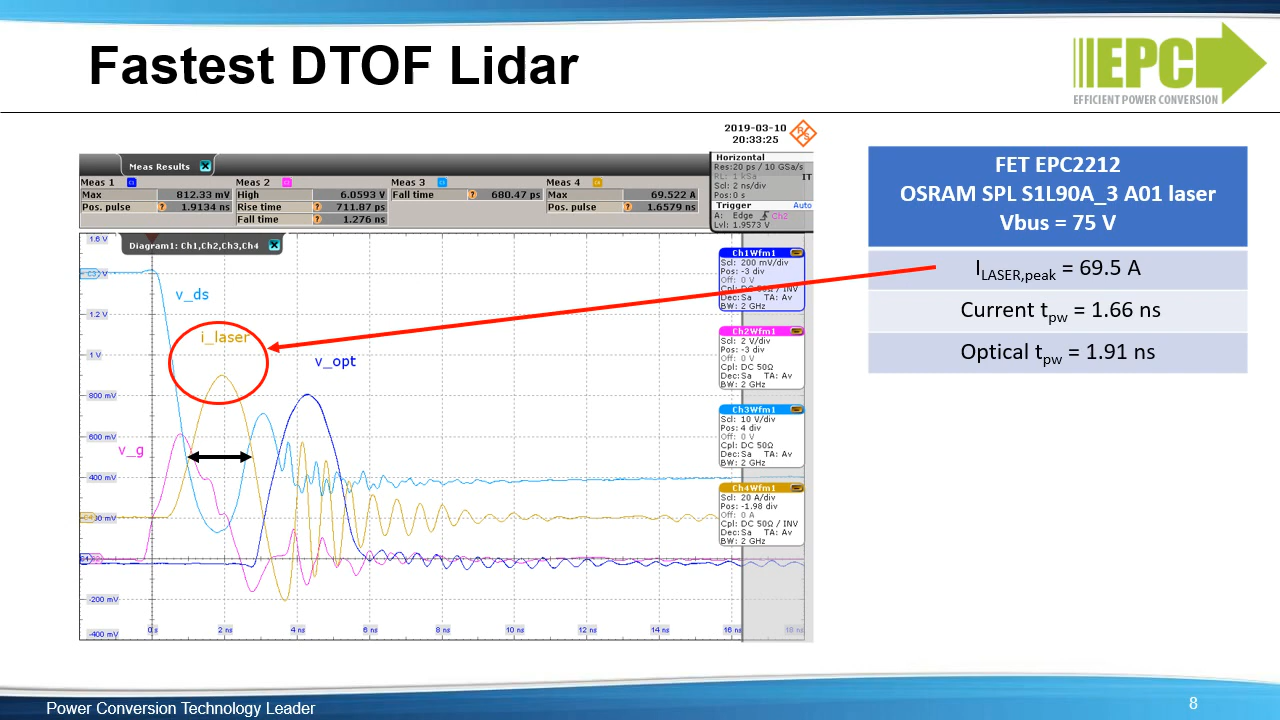 Fastest DTOF Lidar
EPC
EFFICIENT POWER CONVERSION
2019-03-10
20:33:25
Meas Results
Meas 1
Max 812.33 mV
Pos. pulse 1.9134 ns
Meas 2
High 6.0593 V
Rise time 711.87 ps
Fall time 1.276 ns
Meas 3
Fall time 680.47 ps
Meas 4
Max 69.522 A
Pos. pulse 1.6579 ns
Horizontal
Res: 20 ps / 10 GSa/s
RL: 1 kSa IT
Scl: 2 ns/div
Pos: 0 s
Trigger Auto
A: Edge Ch2
Lvl: 1.9573 V
Diagram1: Ch1,Ch2,Ch3,Ch4
1.6 V
C3 V
1.2 V
1 V
800 mV
600 mV
400 mV
-200 mV
-400 mV
0 s
2 ns
4 ns
6 ns
8 ns
10 ns
12 ns
14 ns
16 ns
18 ns
v_ds
i_laser
v_opt
v_g
Ch1Wfm1
Scl: 200 mV/div
Pos: -3 div
Off: 0 V
Cpl: DC 50Ω / INV
Dec: Sa TA: Av
BW: 2 GHz
Ch2Wfm1
Scl: 2 V/div
Pos: -3 div
Off: 0 V
Cpl: DC 50Ω
Dec: Sa TA: Av
BW: 2 GHz
Ch3Wfm1
Scl: 10 V/div
Pos: 4 div
Off: 0 V
Cpl: DC 50Ω
Dec: Sa TA: Av
BW: 2 GHz
Ch4Wfm1
Scl: 20 A/div
Pos: -1.98 div
Off: 0 A
Cpl: DC 50Ω / INV
Dec: Sa TA: Av
BW: 2 GHz
FET EPC2212
OSRAM SPL S1L90A_3 A01 laser
Vbus = 75 V
ILASER,peak = 69.5 A
Current tpw = 1.66 ns
Optical tpw = 1.91 ns
Power Conversion Technology Leader
8